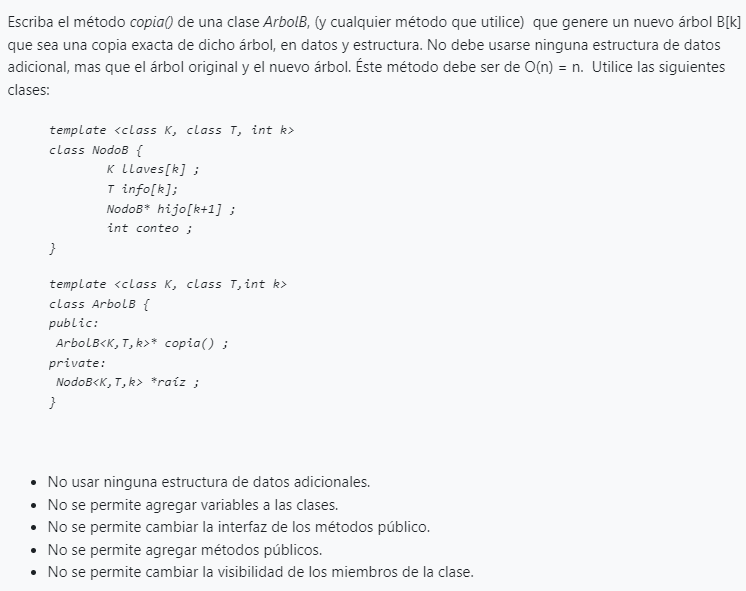 Escriba el método copia() de una clase ArbolB, (y cualquier método que utilice)  que genere un nuevo árbol B[k]
que sea una copia exacta de dicho árbol, en datos y estructura. No debe usarse ninguna estructura de datos
adicional, mas que el árbol original y el nuevo árbol. Éste método debe ser de O(n) = n.  Utilice las siguientes
clases:
template <class K, class T, int k>
class NodoB {
K llaves[k] ;
T info[k];
NodoB* hijo[k+1] ;
int conteo ;
}
template <class K, class T,int k>
class ArbolB {
public:
ArbolB<K,T,k>* copia() ;
private:
NodoB<K,T,k> *raíz ;
}
• No usar ninguna estructura de datos adicionales.
• No se permite agregar variables a las clases.
• No se permite cambiar la interfaz de los métodos público.
• No se permite agregar métodos públicos.
• No se permite cambiar la visibilidad de los miembros de la clase.